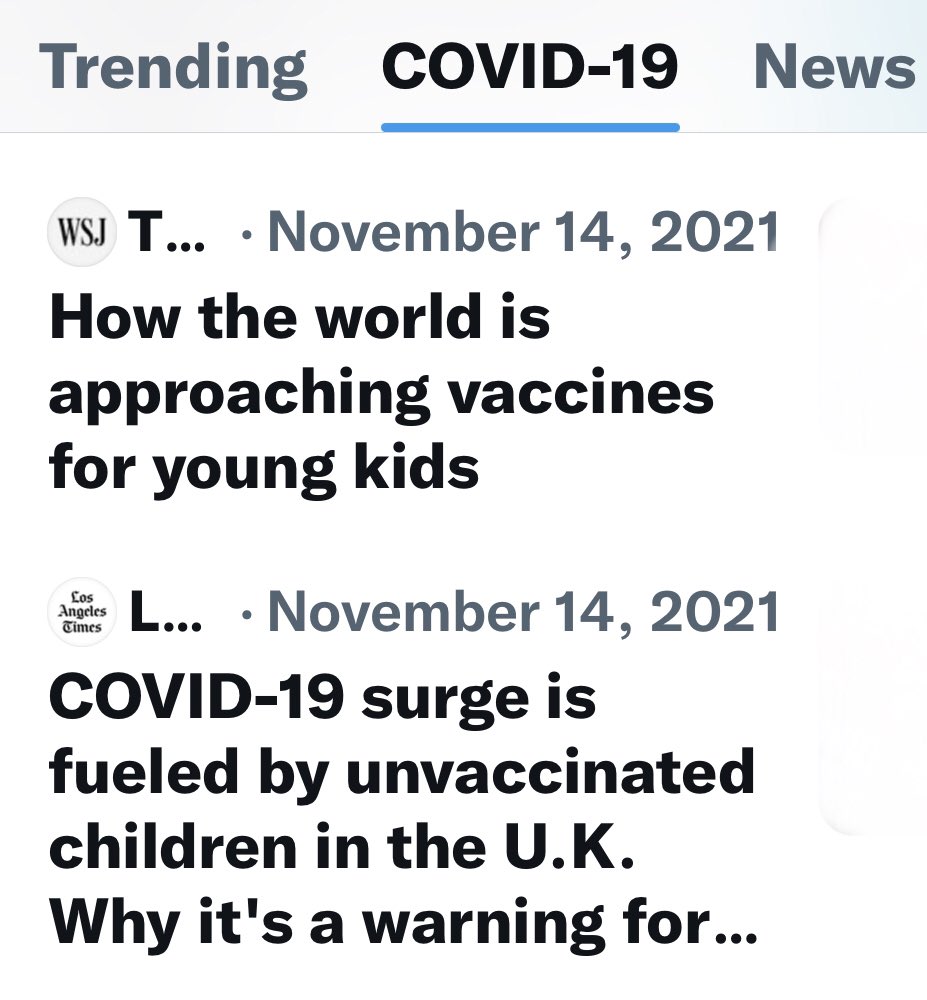 Trending COVID-19 News
WSJ T... · November 14, 2021
How the world is
approaching vaccines
for young kids
Los
Angeles
Times
L... · November 14, 2021
COVID-19 surge is
fueled by unvaccinated
children in the U.K.
Why it's a warning for...